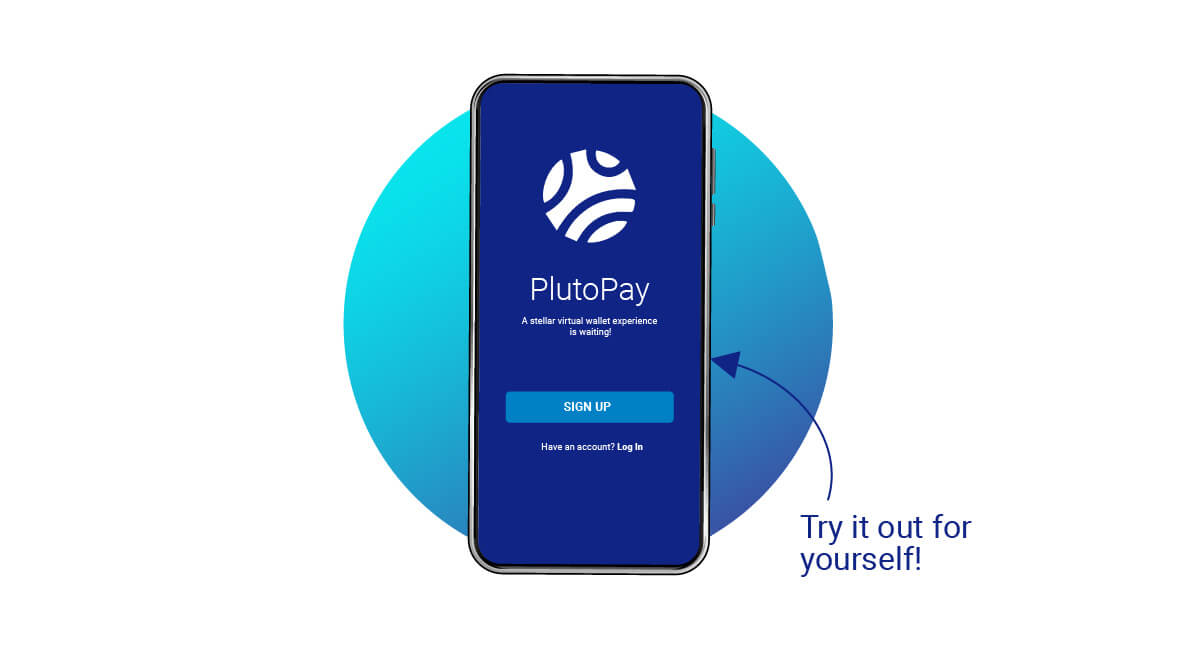 PlutoPay
A stellar virtual wallet experience
is waiting!
SIGN UP
Have an account? Log In
Try it out for
yourself!